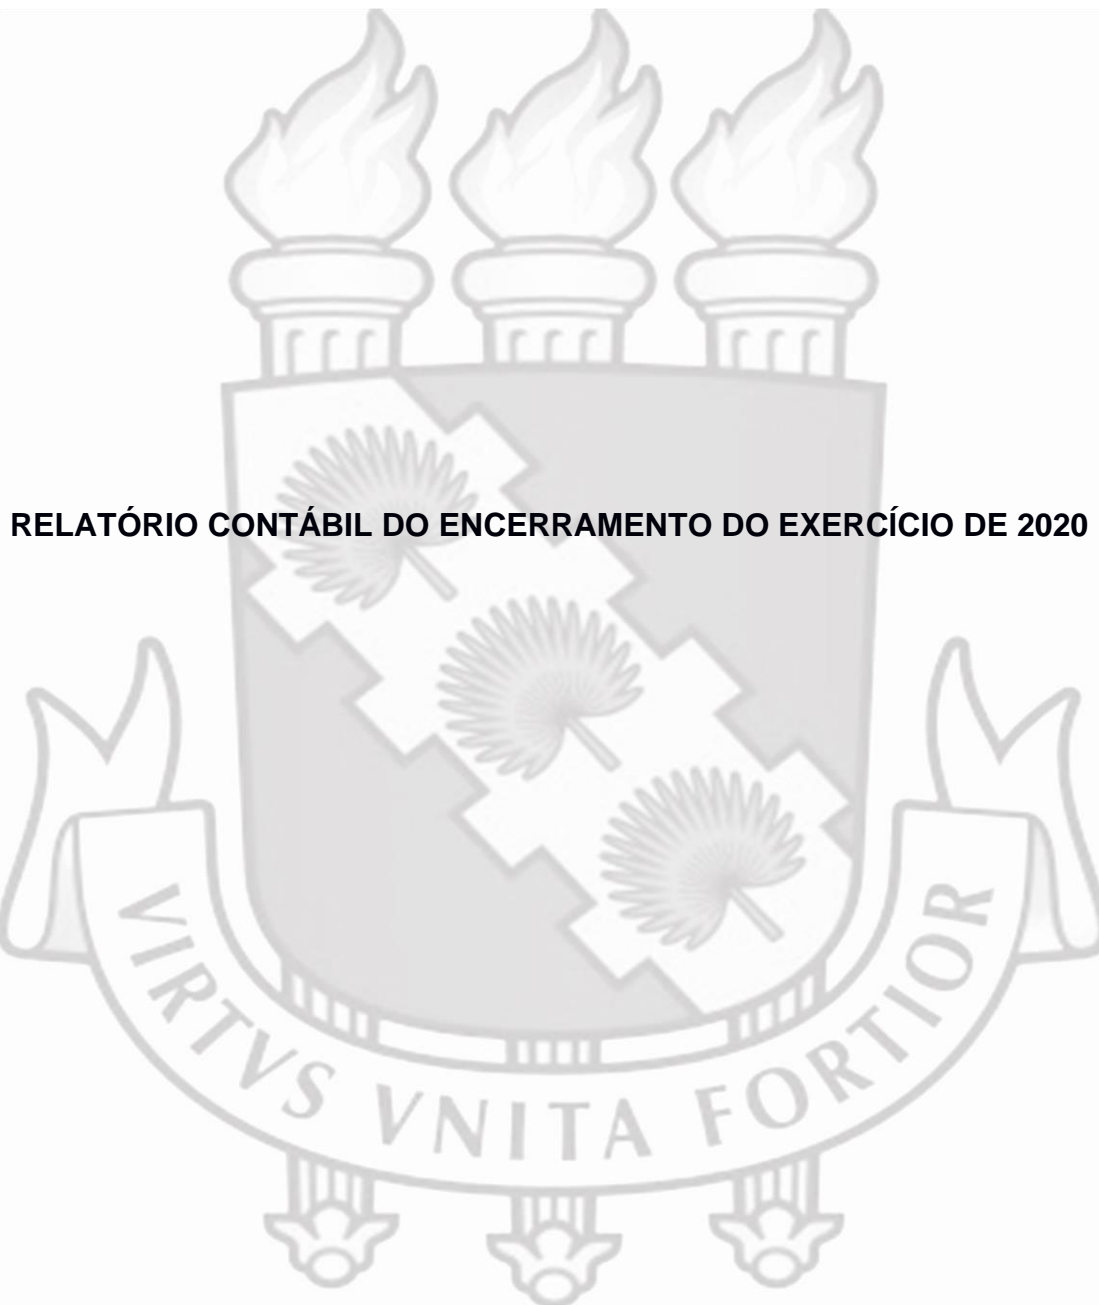 RELATÓRIO CONTÁBIL DO ENCERRAMENTO DO EXERCÍCIO DE 2020
VIRTVS VNITA FORTIOR